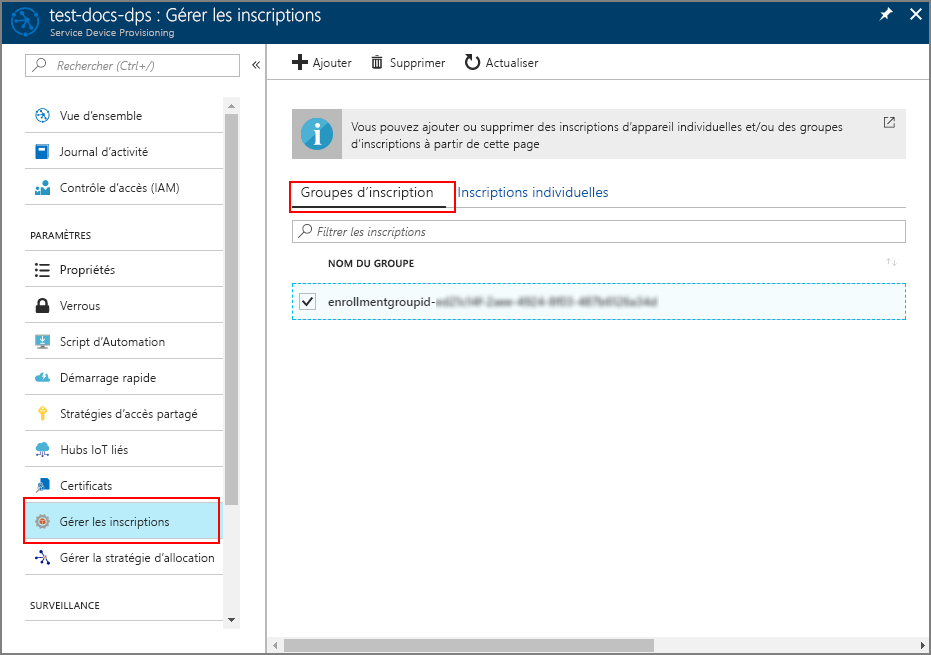 test-docs-dps : Gérer les inscriptions
Service Device Provisioning
Rechercher (Ctrl+/)
«
Vue d'ensemble
Journal d'activité
Contrôle d'accès (IAM)
PARAMÈTRES
Propriétés
Verrous
Script d'Automation
Démarrage rapide
Stratégies d'accès partagé
Hubs IoT liés
Certificats
Gérer les inscriptions
Gérer la stratégie d'allocation
SURVEILLANCE
Ajouter
Supprimer
Actualiser
Vous pouvez ajouter ou supprimer des inscriptions d'appareil individuelles et/ou des groupes
d'inscriptions à partir de cette page
Groupes d'inscription
Inscriptions individuelles
Filtrer les inscriptions
NOM DU GROUPE
enrollmentgroupid-